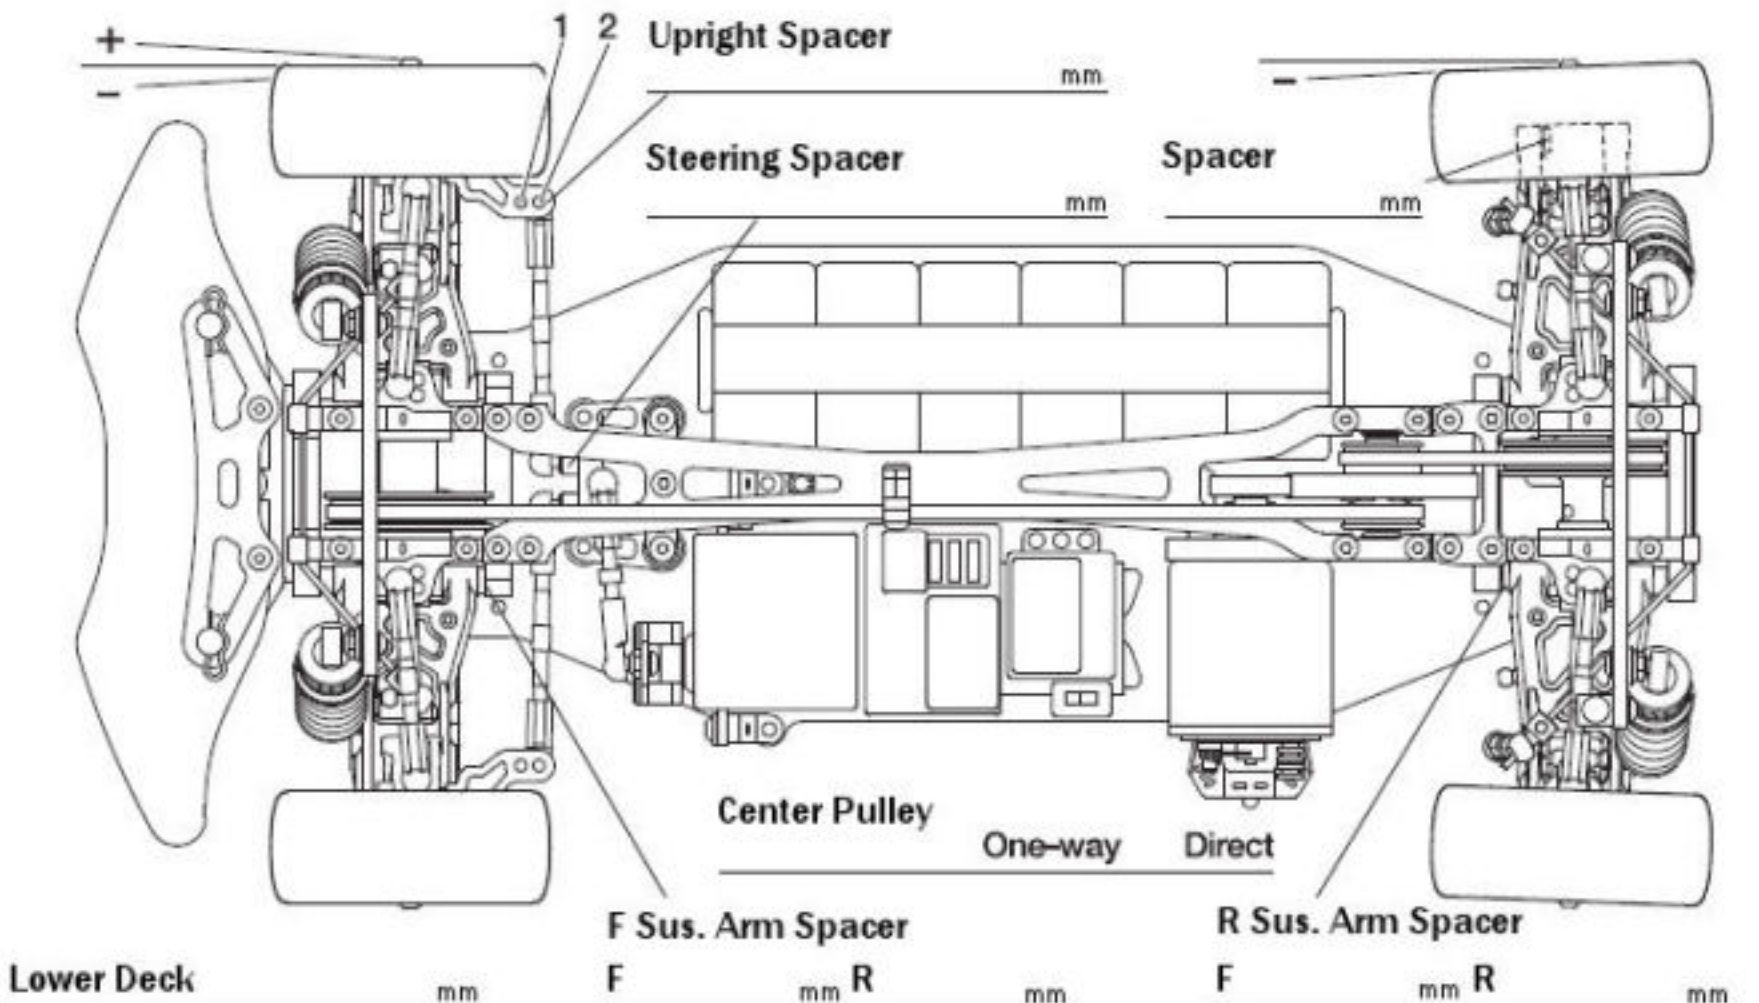 +
−
1 2
Upright Spacer
mm
−
Steering Spacer
mm
Spacer
mm
Center Pulley
One-way Direct
F Sus. Arm Spacer
R Sus. Arm Spacer
Lower Deck mm
F mm R mm
F mm R mm